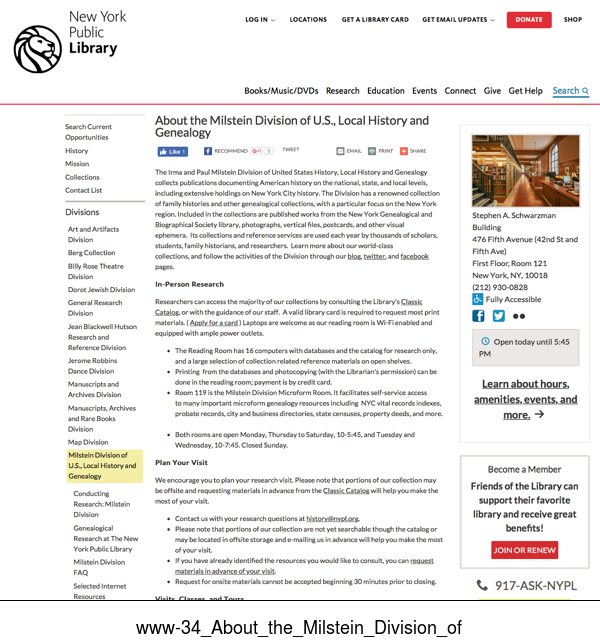 New York
Public
Library
LOG IN
LOCATIONS
GET A LIBRARY CARD
GET EMAIL UPDATES
DONATE
SHOP
Books/Music/DVDs Research Education Events Connect Give Get Help Search
Search Current
Opportunities
History
Mission
Collections
Contact List
Divisions
Art and Artifacts
Division
Berg Collection
Billy Rose Theatre
Division
Dorot Jewish Division
General Research
Division
Jean Blackwell Hutson
Research and
Reference Division
Jerome Robbins
Dance Division
Manuscripts and
Archives Division
Manuscripts, Archives
and Rare Books
Division
Map Division
Milstein Division of
U.S., Local History and
Genealogy
Conducting
Research: Milstein
Division
Genealogical
Research at The New
York Public Library
Milstein Division
FAQ
Selected Internet
Resources
About the Milstein Division of U.S., Local History and
Genealogy
Like 1
RECOMMEND
G+1 0
TWEET
EMAIL
PRINT
SHARE
The Irma and Paul Milstein Division of United States History, Local History and Genealogy
collects publications documenting American history on the national, state, and local levels,
including extensive holdings on New York City history. The Division has a renowned collection
of family histories and other genealogical collections, with a particular focus on the New York
region. Included in the collections are published works from the New York Genealogical and
Biographical Society library, photographs, vertical files, postcards, and other visual
ephemera. Its collections and reference services are used each year by thousands of scholars,
students, family historians, and researchers. Learn more about our world-class
collections, and follow the activities of the Division through our blog, twitter, and facebook
pages.
In-Person Research
Researchers can access the majority of our collections by consulting the Library's Classic
Catalog, or with the guidance of our staff. A valid library card is required to request most
print materials. ( Apply for a card ) Laptops are welcome as our reading room is Wi-Fi enabled and
equipped with ample power outlets.
• The Reading Room has 16 computers with databases and the catalog for research only,
and a large selection of collection related reference materials on open shelves.
• Printing from the databases and photocopying (with the Librarian's permission) can be
done in the reading room; payment is by credit card.
• Room 119 is the Milstein Division Microform Room. It facilitates self-service access
to many important microform genealogy resources including NYC vital records indexes,
probate records, city and business directories, state censuses, property deeds, and more.
• Both rooms are open Monday, Thursday to Saturday, 10-5:45, and Tuesday and
Wednesday, 10-7:45. Closed Sunday.
Plan Your Visit
We encourage you to plan your research visit. Please note that portions of our collection may
be offsite and requesting materials in advance from the Classic Catalog will help you make the
most of your visit.
• Contact us with your research questions at history@nypl.org.
• Please note that portions of our collection are not yet searchable though the catalog or
may be located in offsite storage and e-mailing us in advance will help you make the most
of your visit.
• If you have already identified the resources you would like to consult, you can request
materials in advance of your visit.
• Request for onsite materials cannot be accepted beginning 30 minutes prior to closing.
Visits, Classes, and Tours
Stephen A. Schwarzman
Building
476 Fifth Avenue (42nd St and
Fifth Ave)
First Floor, Room 121
New York, NY, 10018
(212) 930-0828
Fully Accessible
Open today until 5:45
PM
Learn about hours,
amenities, events, and
more. →
Become a Member
Friends of the Library can
support their favorite
library and receive great
benefits!
JOIN OR RENEW
917-ASK-NYPL
www-34_About_the_Milstein_Division_of